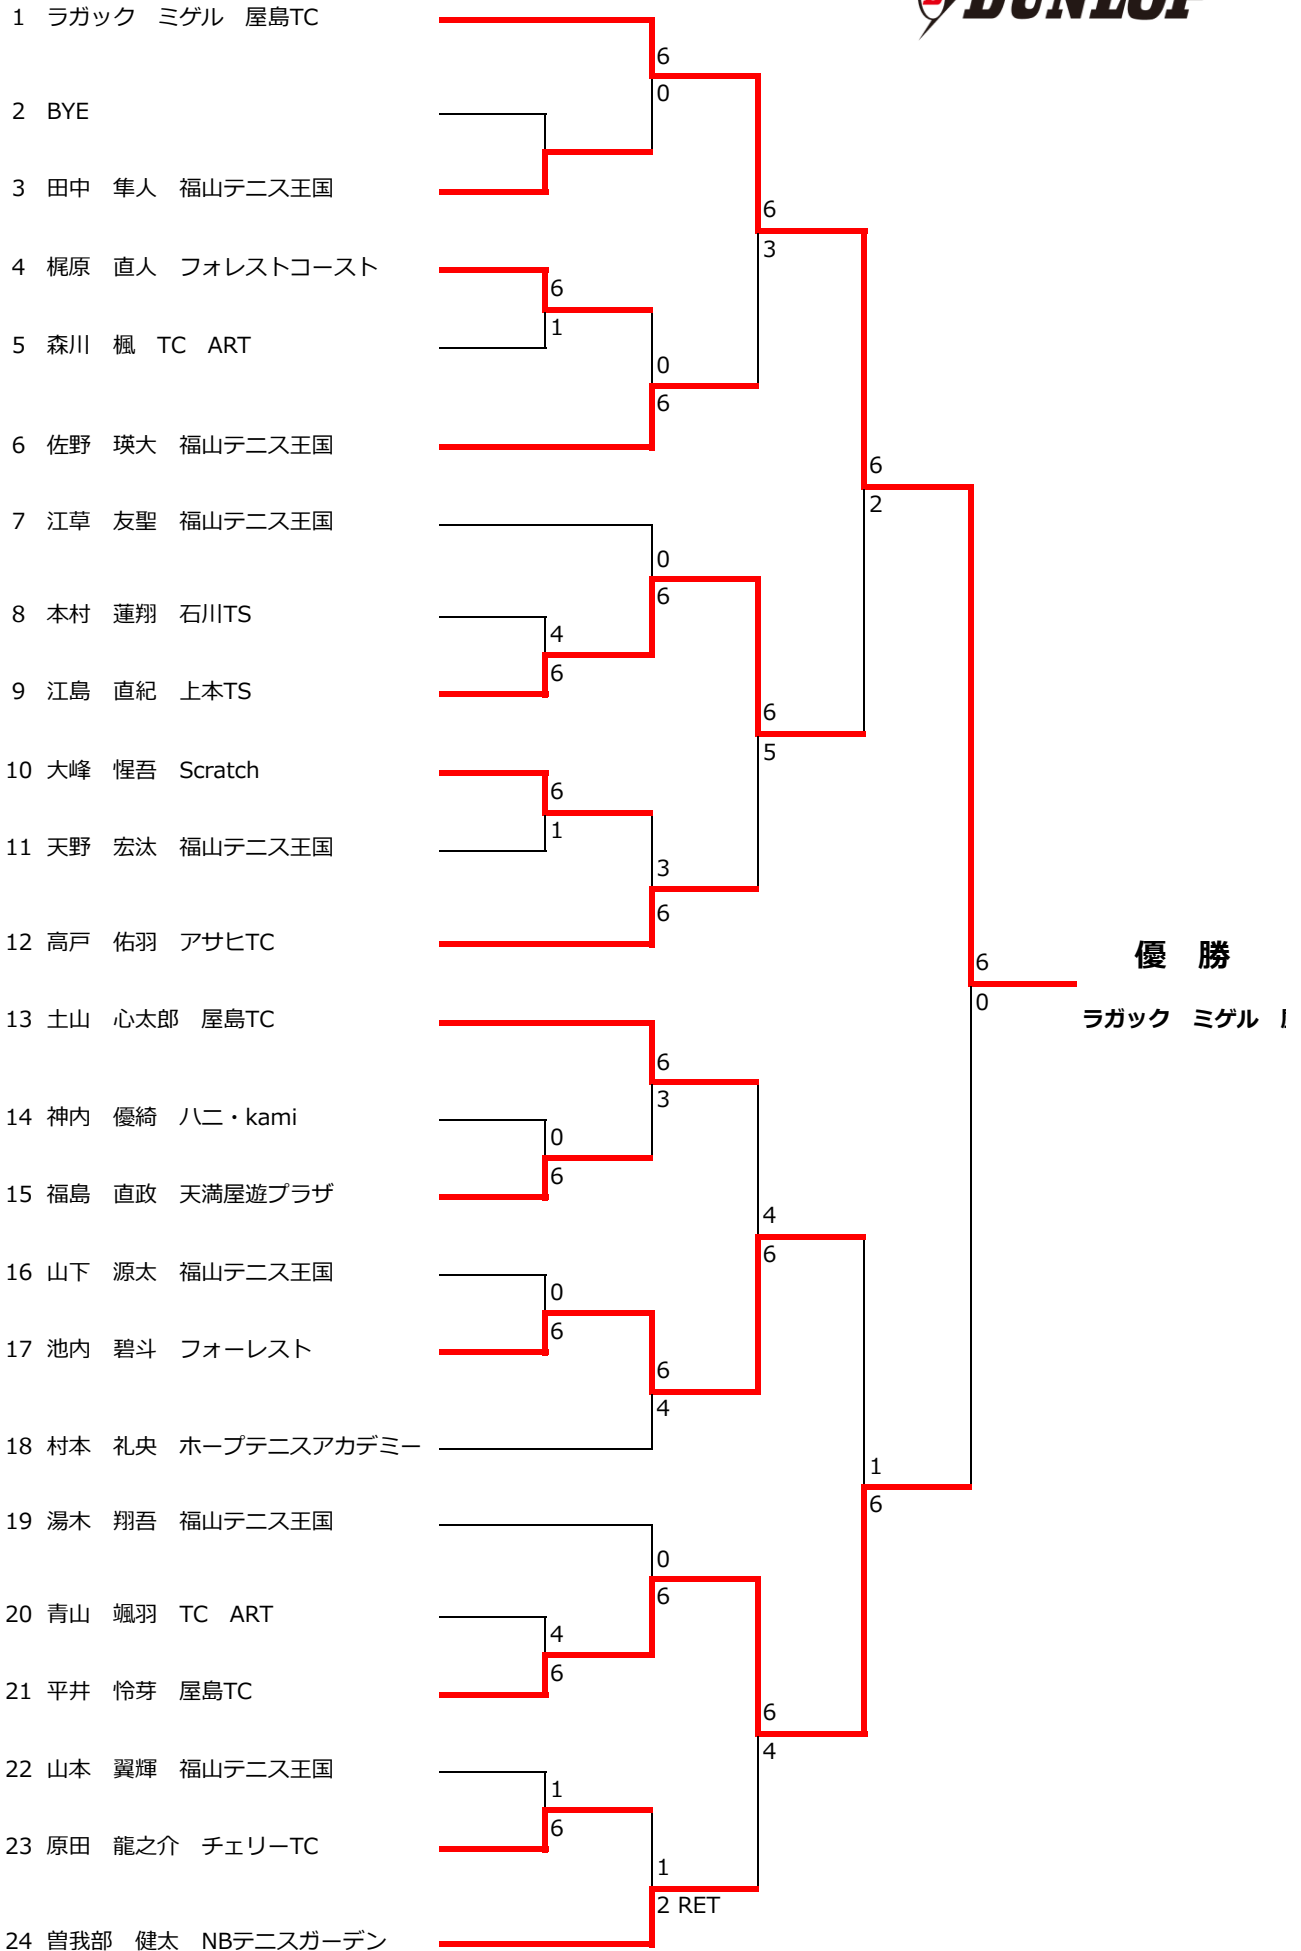 DUNLOP
1 ラガック　ミゲル　屋島TC
6
0
2 BYE
3 田中　隼人　福山テニス王国
6
3
4 梶原　直人　フォレストコースト
6
1
5 森川　楓　TC　ART
0
6
6 佐野　瑛大　福山テニス王国
6
2
7 江草　友聖　福山テニス王国
0
6
8 本村　蓮翔　石川TS
4
6
9 江島　直紀　上本TS
6
5
10 大峰　惺吾　Scratch
6
1
11 天野　宏汰　福山テニス王国
3
6
12 高戸　佑羽　アサヒTC
優　勝
6
0
ラガック　ミゲル
13 土山　心太郎　屋島TC
6
3
14 神内　優綺　ハニ・kami
0
6
15 福島　直政　天満屋遊プラザ
4
6
16 山下　源太　福山テニス王国
0
6
17 池内　碧斗　フォーレスト
6
4
18 村本　礼央　ホープテニスアカデミー
1
6
19 湯木　翔吾　福山テニス王国
0
6
20 青山　颯羽　TC　ART
4
6
21 平井　怜芽　屋島TC
6
4
22 山本　翼輝　福山テニス王国
1
6
23 原田　龍之介　チェリーTC
1
2 RET
24 曽我部　健太　NBテニスガーデン